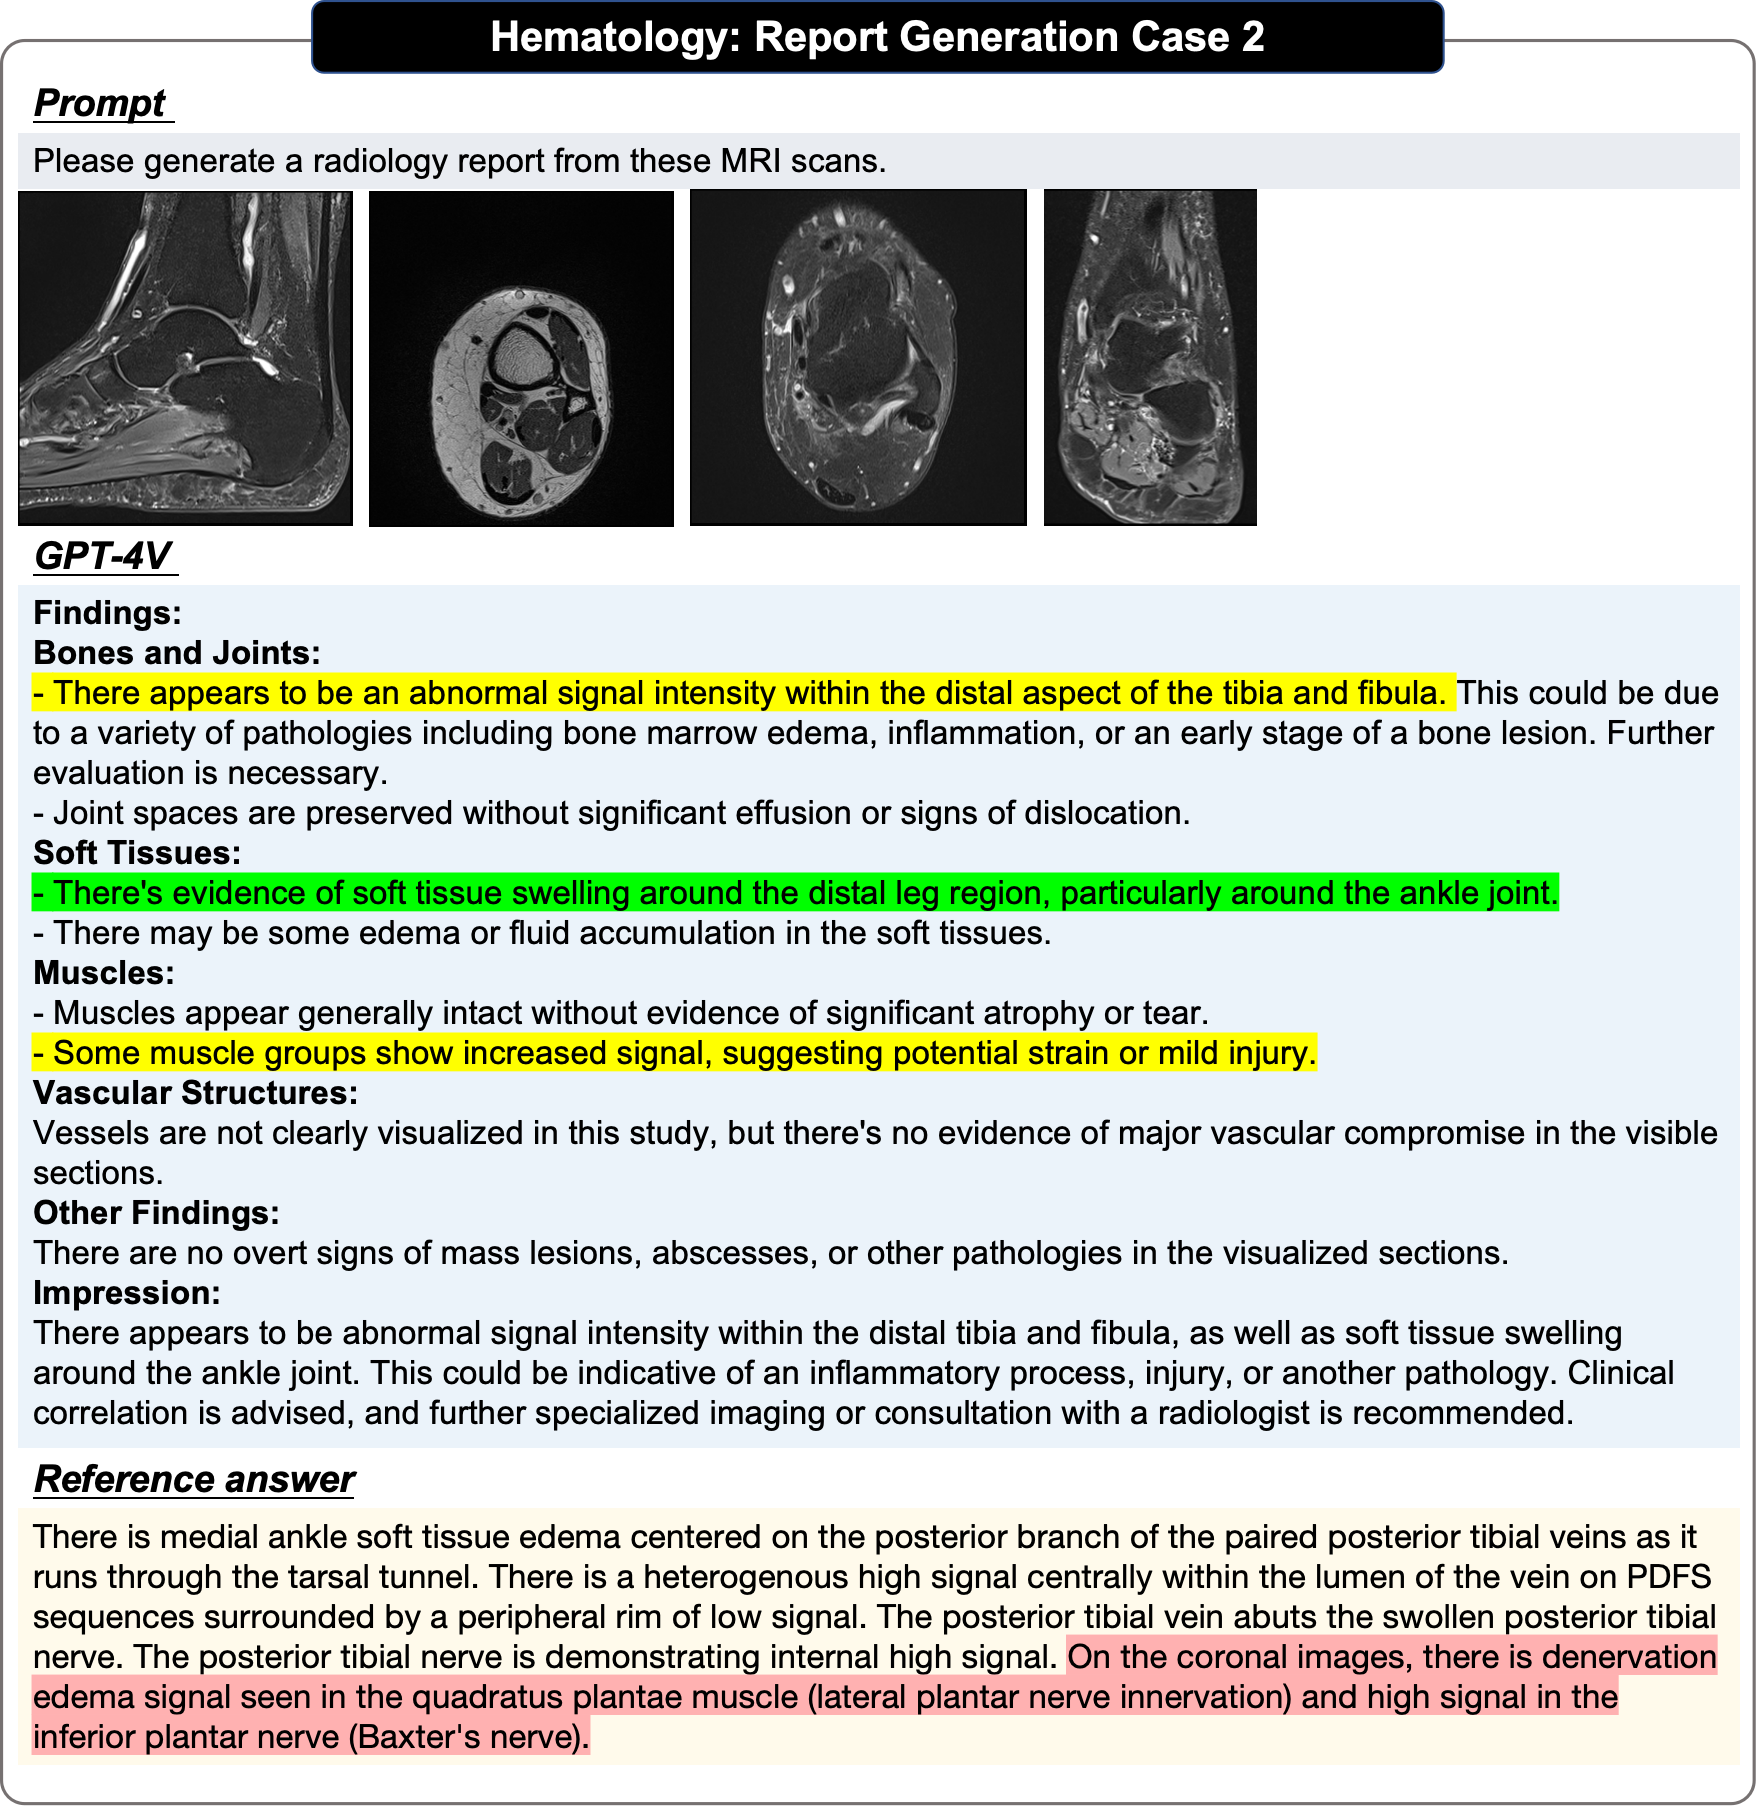 Hematology: Report Generation Case 2
Prompt
Please generate a radiology report from these MRI scans.
GPT-4V
Findings:
Bones and Joints:
- There appears to be an abnormal signal intensity within the distal aspect of the tibia and fibula. This could be due
to a variety of pathologies including bone marrow edema, inflammation, or an early stage of a bone lesion. Further
evaluation is necessary.
- Joint spaces are preserved without significant effusion or signs of dislocation.
Soft Tissues:
- There's evidence of soft tissue swelling around the distal leg region, particularly around the ankle joint.
- There may be some edema or fluid accumulation in the soft tissues.
Muscles:
- Muscles appear generally intact without evidence of significant atrophy or tear.
- Some muscle groups show increased signal, suggesting potential strain or mild injury.
Vascular Structures:
Vessels are not clearly visualized in this study, but there's no evidence of major vascular compromise in the visible
sections.
Other Findings:
There are no overt signs of mass lesions, abscesses, or other pathologies in the visualized sections.
Impression:
There appears to be abnormal signal intensity within the distal tibia and fibula, as well as soft tissue swelling
around the ankle joint. This could be indicative of an inflammatory process, injury, or another pathology. Clinical
correlation is advised, and further specialized imaging or consultation with a radiologist is recommended.
Reference answer
There is medial ankle soft tissue edema centered on the posterior branch of the paired posterior tibial veins as it
runs through the tarsal tunnel. There is a heterogenous high signal centrally within the lumen of the vein on PDFS
sequences surrounded by a peripheral rim of low signal. The posterior tibial vein abuts the swollen posterior tibial
nerve. The posterior tibial nerve is demonstrating internal high signal. On the coronal images, there is denervation
edema signal seen in the quadratus plantae muscle (lateral plantar nerve innervation) and high signal in the
inferior plantar nerve (Baxter's nerve).